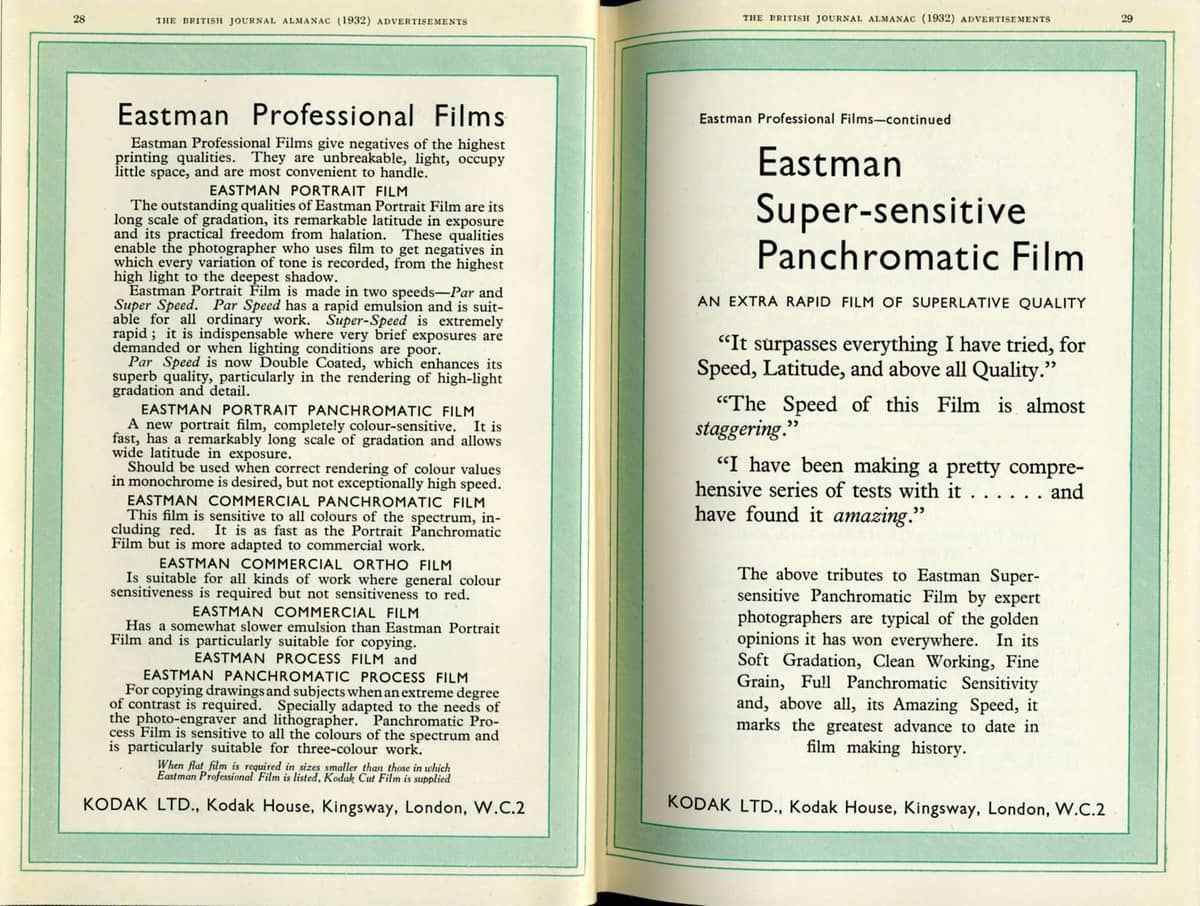 28
THE BRITISH JOURNAL ALMANAC (1932) ADVERTISEMENTS
Eastman Professional Films
Eastman Professional Films give negatives of the highest
printing qualities. They are unbreakable, light, occupy
little space, and are most convenient to handle.
EASTMAN PORTRAIT FILM
The outstanding qualities of Eastman Portrait Film are its
long scale of gradation, its remarkable latitude in exposure
and its practical freedom from halation. These qualities
enable the photographer who uses film to get negatives in
which every variation of tone is recorded, from the highest
high light to the deepest shadow.
Eastman Portrait Film is made in two speeds—Par and
Super Speed. Par Speed has a rapid emulsion and is suit-
able for all ordinary work. Super-Speed is extremely
rapid ; it is indispensable where very brief exposures are
demanded or when lighting conditions are poor.
Par Speed is now Double Coated, which enhances its
superb quality, particularly in the rendering of high-light
gradation and detail.
EASTMAN PORTRAIT PANCHROMATIC FILM
A new portrait film, completely colour-sensitive. It is
fast, has a remarkably long scale of gradation and allows
wide latitude in exposure.
Should be used when correct rendering of colour values
in monochrome is desired, but not exceptionally high speed.
EASTMAN COMMERCIAL PANCHROMATIC FILM
This film is sensitive to all colours of the spectrum, in-
cluding red. It is as fast as the Portrait Panchromatic
Film but is more adapted to commercial work.
EASTMAN COMMERCIAL ORTHO FILM
Is suitable for all kinds of work where general colour
sensitiveness is required but not sensitiveness to red.
EASTMAN COMMERCIAL FILM
Has a somewhat slower emulsion than Eastman Portrait
Film and is particularly suitable for copying.
EASTMAN PROCESS FILM and
EASTMAN PANCHROMATIC PROCESS FILM
For copying drawings and subjects when an extreme degree
of contrast is required. Specially adapted to the needs of
the photo-engraver and lithographer. Panchromatic Pro-
cess Film is sensitive to all the colours of the spectrum and
is particularly suitable for three-colour work.
When flat film is required in sizes smaller than those in which
Eastman Professional Film is listed, Kodak Cut Film is supplied
KODAK LTD., Kodak House, Kingsway, London, W.C.2
THE BRITISH JOURNAL ALMANAC (1932) ADVERTISEMENTS
29
Eastman Professional Films—continued
Eastman
Super-sensitive
Panchromatic Film
AN EXTRA RAPID FILM OF SUPERLATIVE QUALITY
“It surpasses everything I have tried, for
Speed, Latitude, and above all Quality.”
“The Speed of this Film is almost
staggering.”
“I have been making a pretty compre-
hensive series of tests with it ...... and
have found it amazing.”
The above tributes to Eastman Super-
sensitive Panchromatic Film by expert
photographers are typical of the golden
opinions it has won everywhere. In its
Soft Gradation, Clean Working, Fine
Grain, Full Panchromatic Sensitivity
and, above all, its Amazing Speed, it
marks the greatest advance to date in
film making history.
KODAK LTD., Kodak House, Kingsway, London, W.C.2